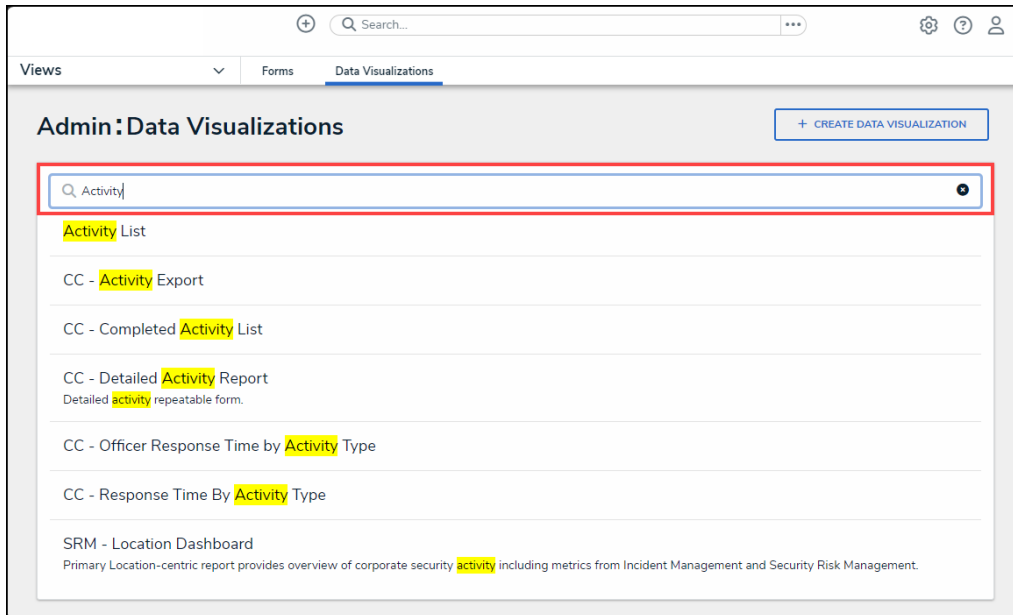 Search...
Views
Forms
Data Visualizations
Admin:Data Visualizations
+ CREATE DATA VISUALIZATION
Activity
Activity List
CC - Activity Export
CC - Completed Activity List
CC - Detailed Activity Report
Detailed activity repeatable form.
CC - Officer Response Time by Activity Type
CC - Response Time By Activity Type
SRM - Location Dashboard
Primary Location-centric report provides overview of corporate security activity including metrics from Incident Management and Security Risk Management.